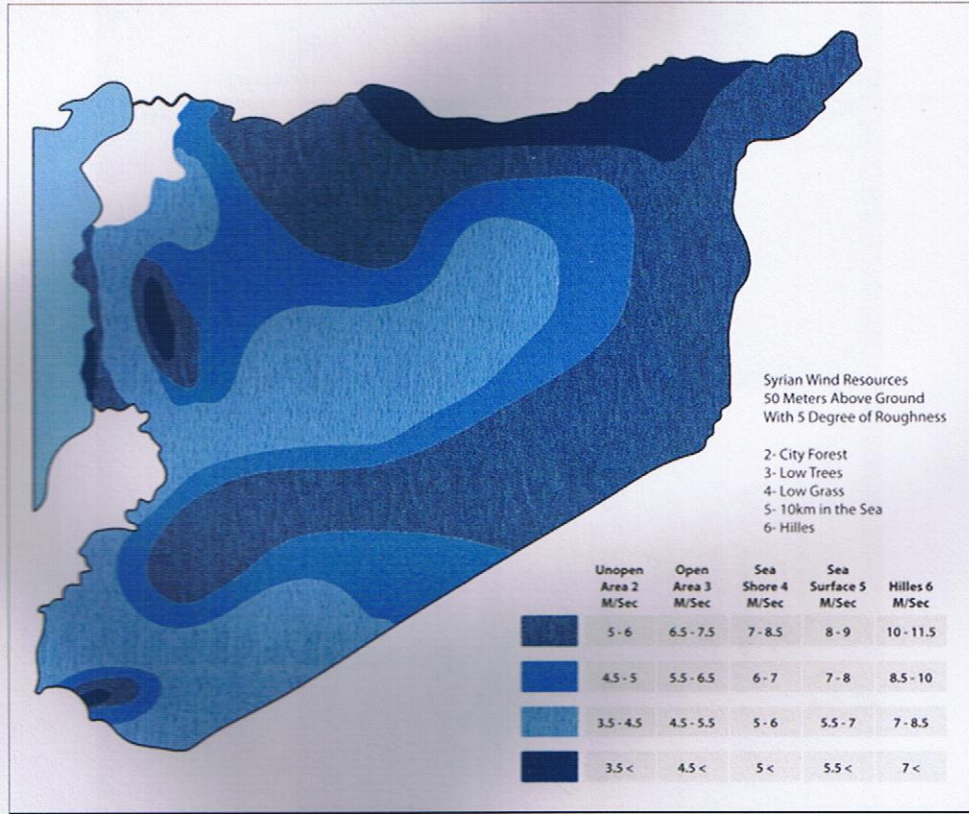 Syrian Wind Resources
50 Meters Above Ground
With 5 Degree of Roughness
2- City Forest
3- Low Trees
4- Low Grass
5- 10km in the Sea
6- Hilles
Unopen Area 2 M/Sec
Open Area 3 M/Sec
Sea Shore 4 M/Sec
Sea Surface 5 M/Sec
Hilles 6 M/Sec
5 - 6 6.5 - 7.5 7 - 8.5 8 - 9 10 - 11.5
4.5 - 5 5.5 - 6.5 6 - 7 7 - 8 8.5 - 10
3.5 - 4.5 4.5 - 5.5 5 - 6 5.5 - 7 7 - 8.5
3.5 < 4.5 < 5 < 5.5 < 7 <